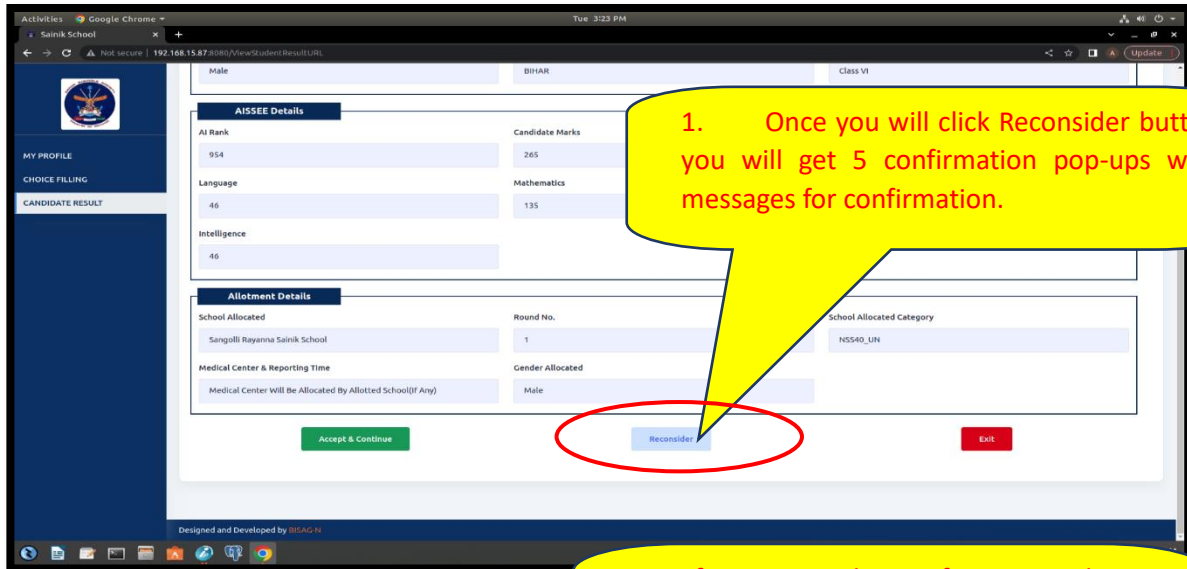 Activities Google Chrome
Tue 3:23 PM
Sainik School
Not secure | 192.168.15.87:8080/ViewStudentResultURL
Update
MY PROFILE
CHOICE FILLING
CANDIDATE RESULT
Male BIHAR Class VI
AISSEE Details
AI Rank Candidate Marks
954 265
Language Mathematics
46 135
Intelligence
46
1. Once you will click Reconsider butt
you will get 5 confirmation pop-ups w
messages for confirmation.
Allotment Details
School Allocated Round No. School Allocated Category
Sangolli Rayanna Sainik School 1 NSS40_UN
Medical Center & Reporting Time Gender Allocated
Medical Center Will Be Allocated By Allotted School(If Any) Male
Accept & Continue Reconsider Exit
Designed and Developed by BISAG-N